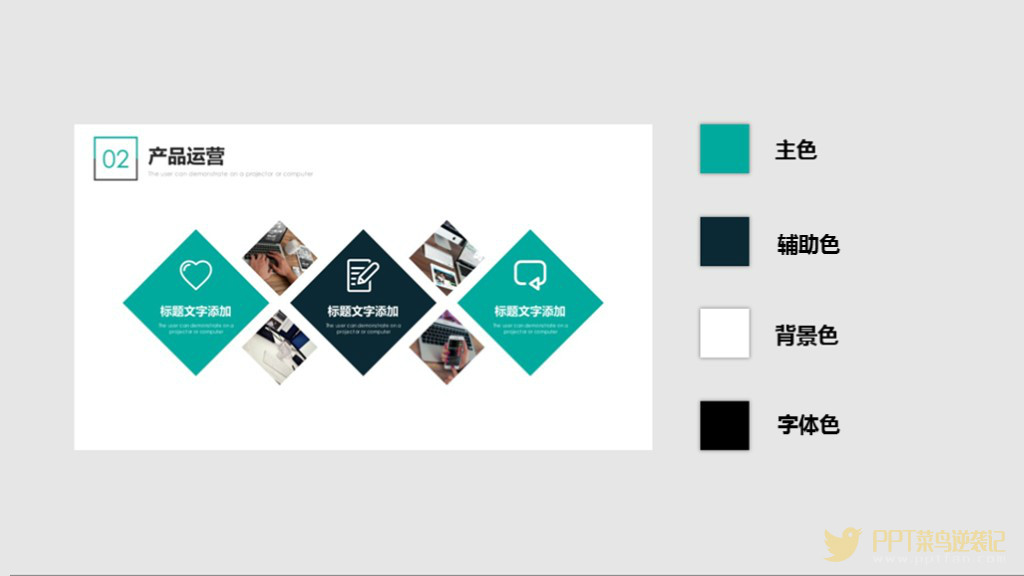 02
产品运营
The user can demonstrate on a projector or computer
标题文字添加
The user can demonstrate on a
projector or computer
标题文字添加
The user can demonstrate on a
projector or computer
标题文字添加
The user can demonstrate on a
projector or computer
主色
辅助色
背景色
字体色
PPT菜鸟逆袭记